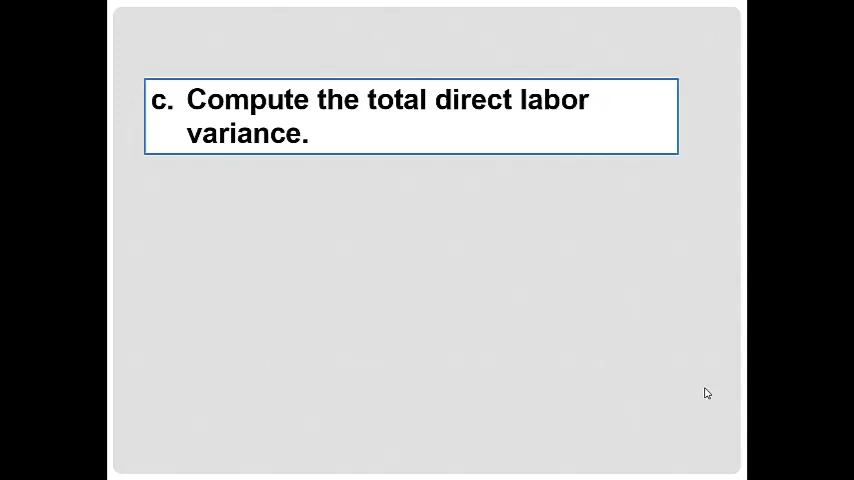 c. Compute the total direct labor
variance.